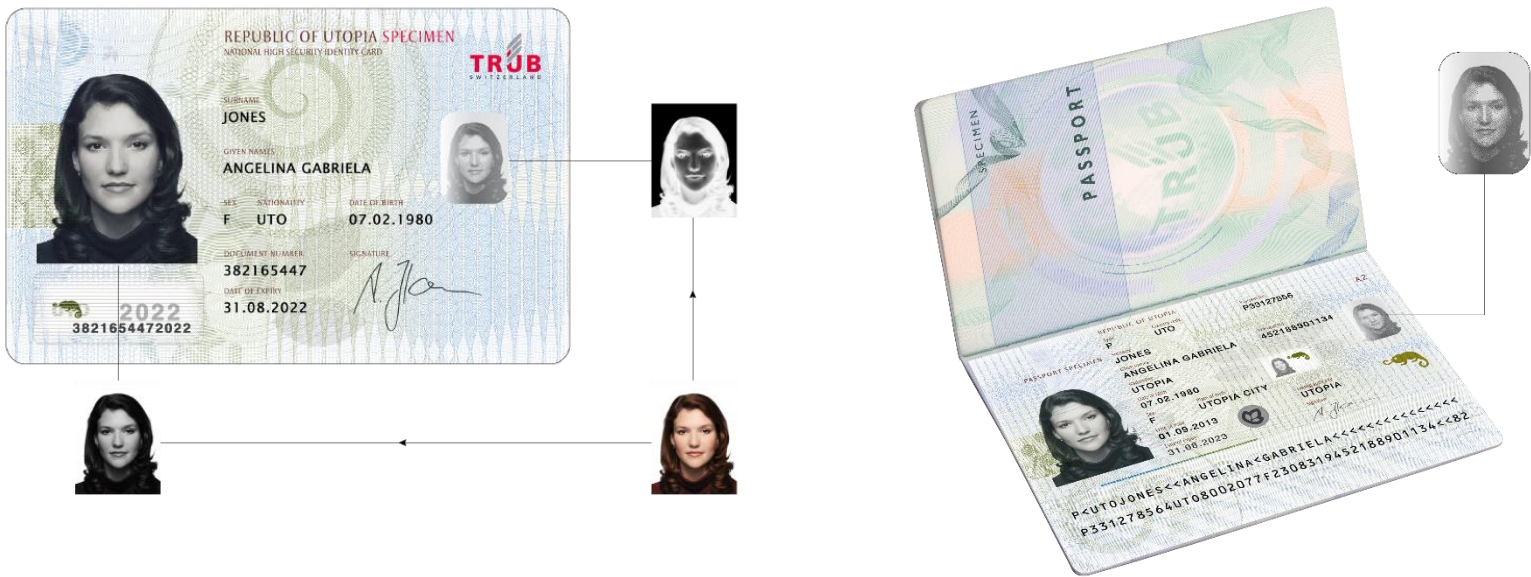 REPUBLIC OF UTOPIA SPECIMEN
NATIONAL HIGH SECURITY IDENTITY CARD
TRÜB
SWITZERLAND
SURNAME
JONES
GIVEN NAMES
ANGELINA GABRIELA
SEX NATIONALITY DATE OF BIRTH
F UTO 07.02.1980
DOCUMENT NUMBER SIGNATURE
382165447
DATE OF EXPIRY
31.08.2022
2022
3821654472022
SPECIMEN
PASSPORT
TRÜB
A2
P33127856
REPUBLIC OF UTOPIA
P UTO
452188901134
PASSPORT SPECIMEN
JONES
ANGELINA GABRIELA
UTOPIA
07.02.1980
F UTOPIA CITY UTOPIA
01.09.2013
31.08.2023
P<UTOJONES<<ANGELINA<GABRIELA<<<<<<<<<<<<<<<
P331278564UTO8002077F2308319452188901134<<82